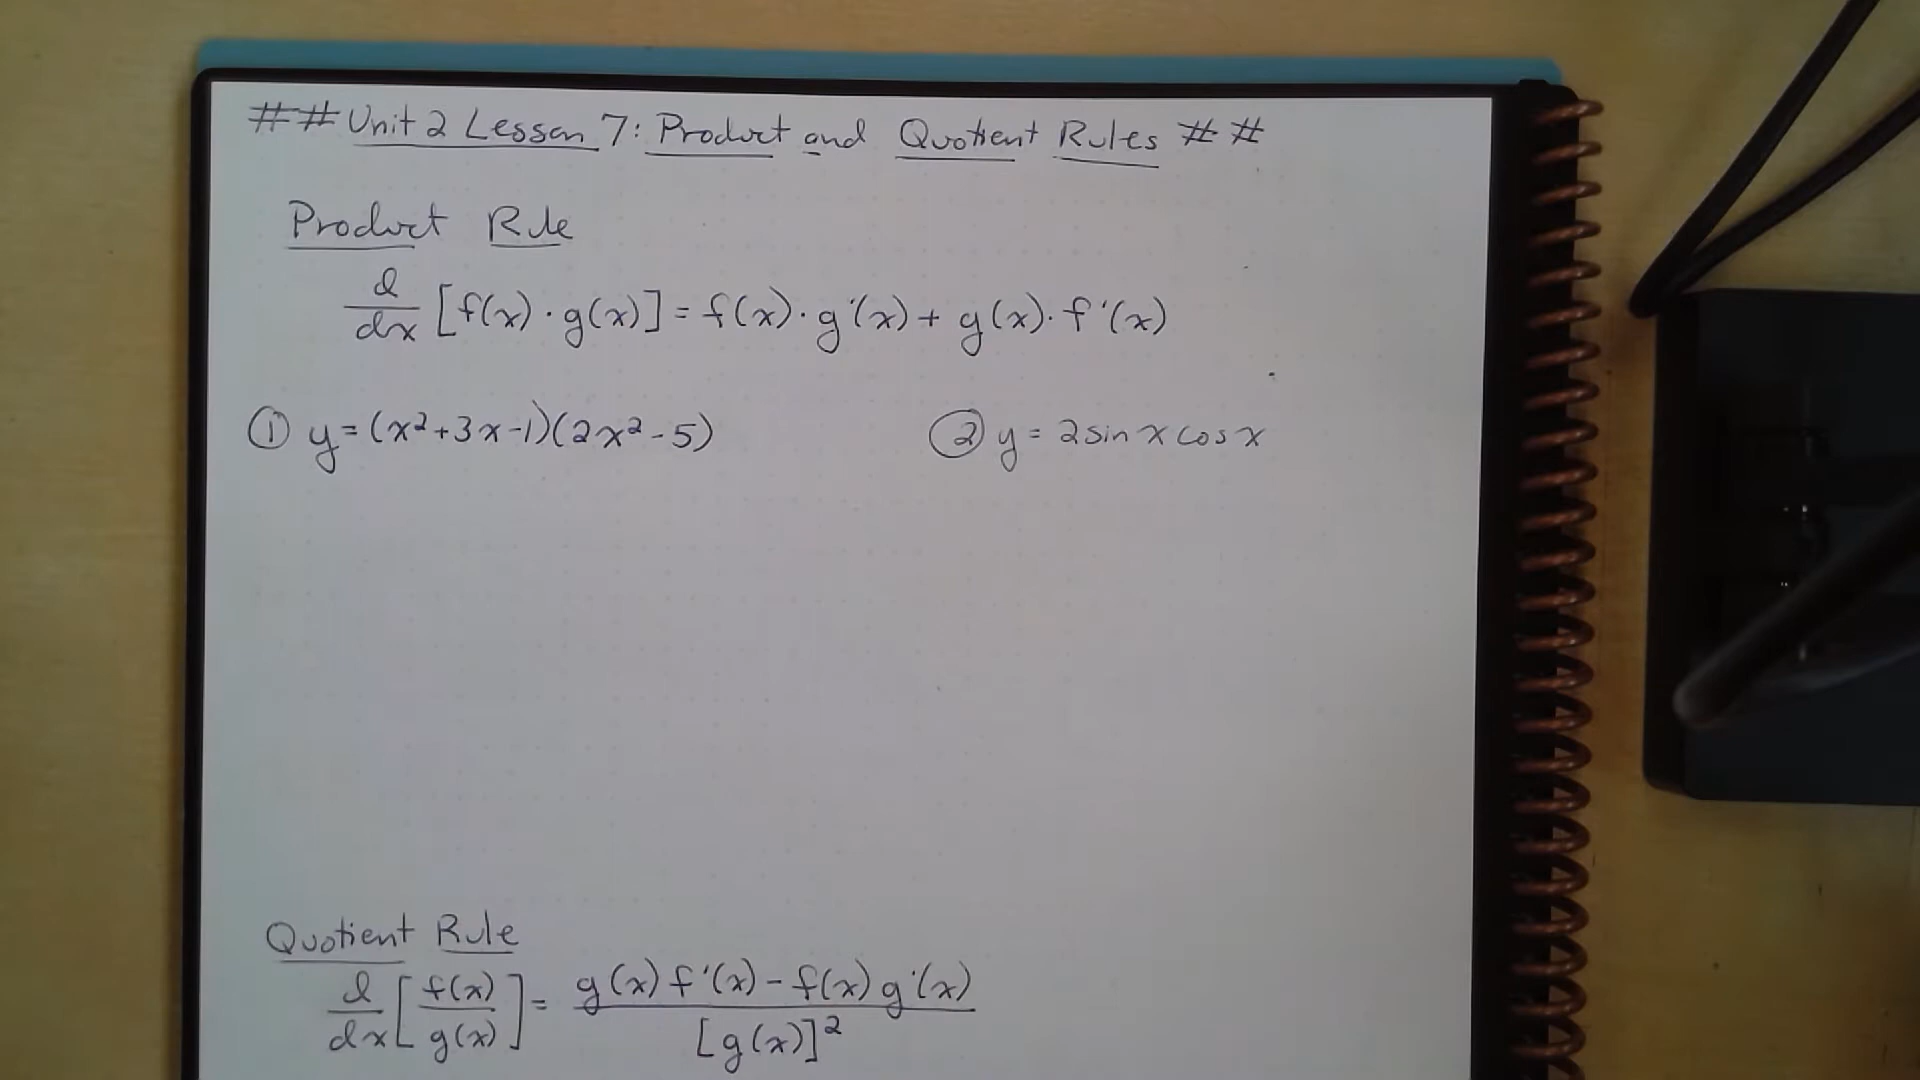 ## Unit 2 Lesson 7: Product and Quotient Rules ##
Product Rule
d/dx [f(x) · g(x)] = f(x) · g'(x) + g(x) · f'(x)
① y = (x²+3x-1)(2x²-5)
② y = 2 sin x cos x
Quotient Rule
d/dx [f(x)/g(x)] = g(x) f'(x) - f(x) g'(x) / [g(x)]²